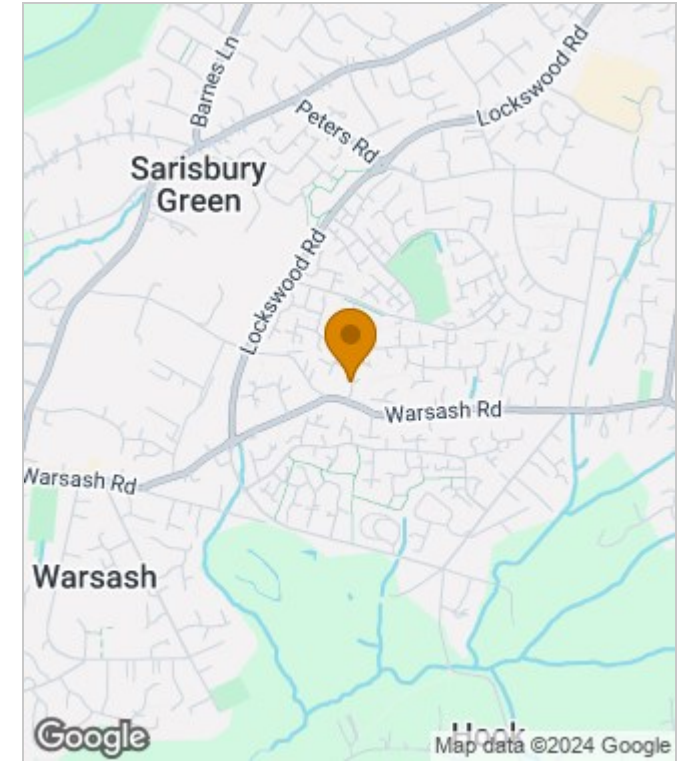 Barnes Ln
Lockswood Rd
Peters Rd
Sarisbury
Green
Lockswood Rd
Warsash Rd
Warsash Rd
Warsash
Hook
Google
Map data ©2024 Google